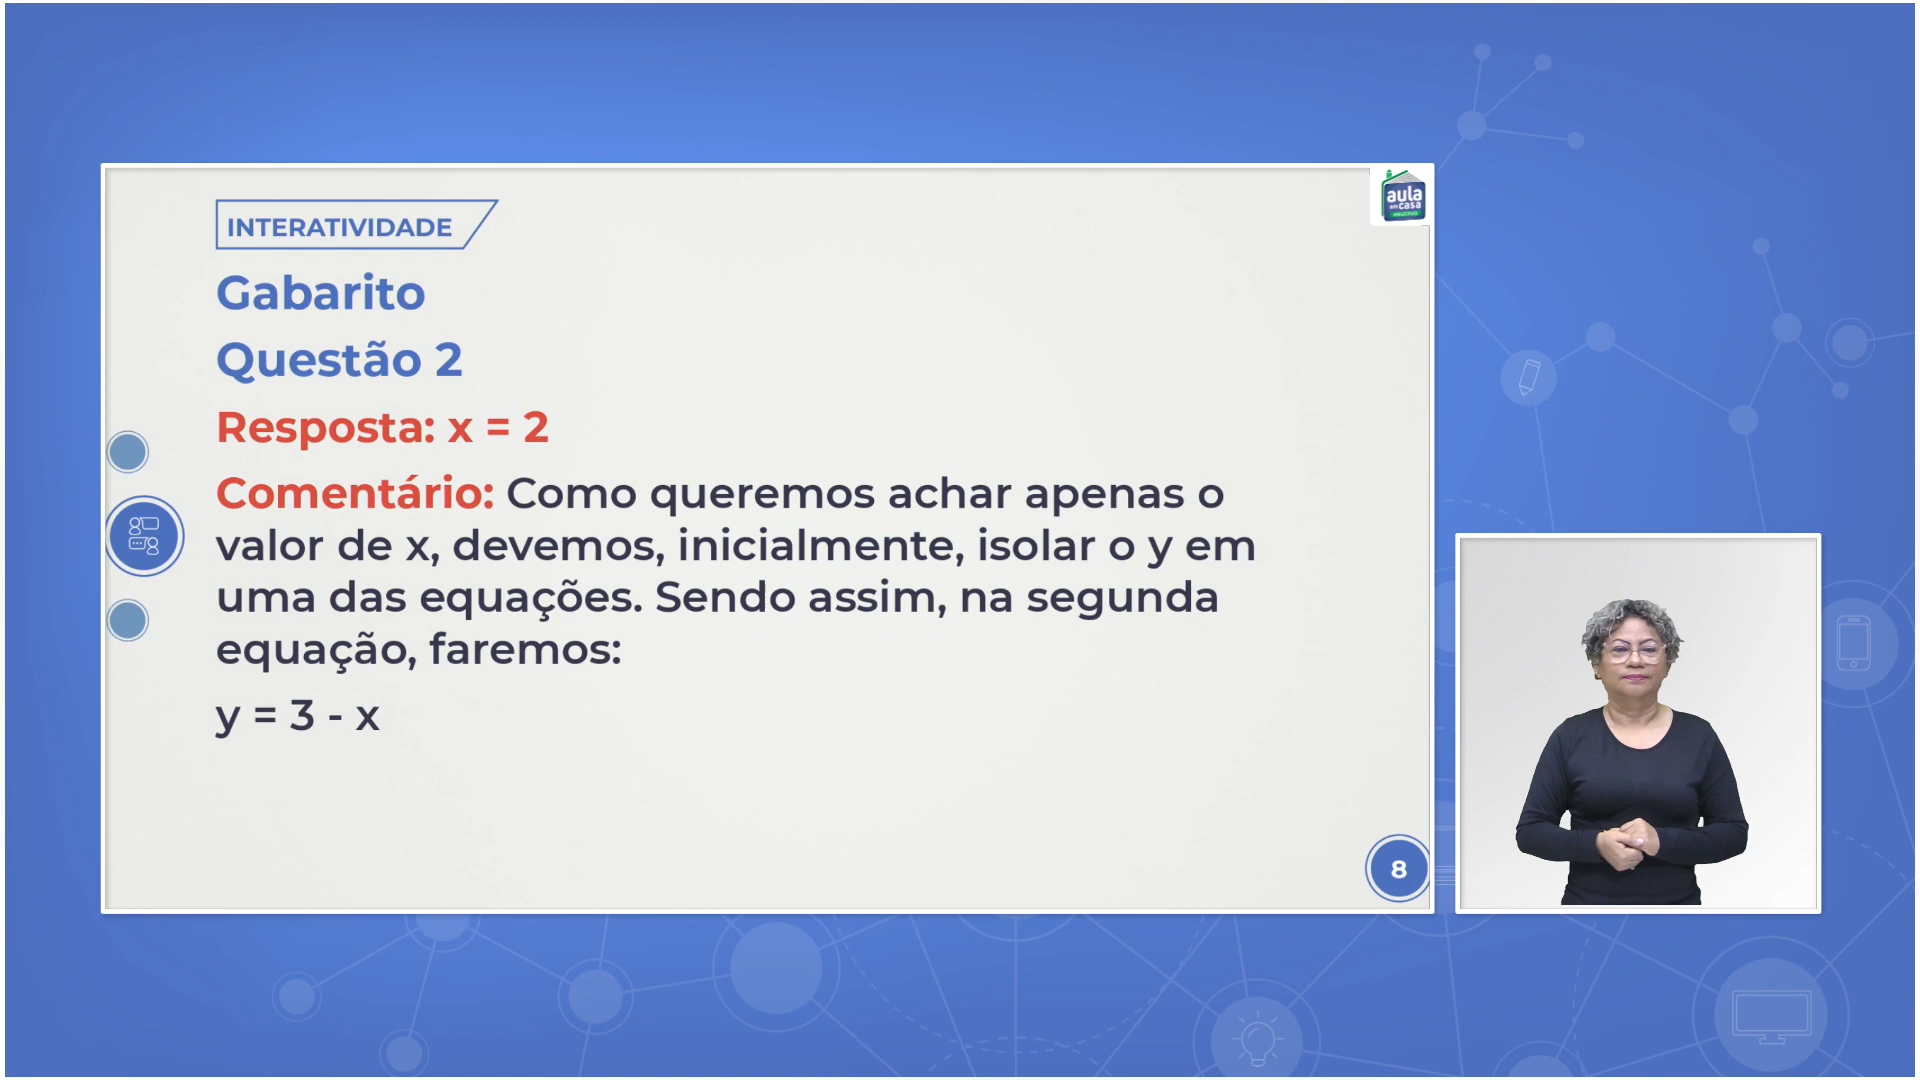 aula
em casa
INTERATIVIDADE
Gabarito
Questão 2
Resposta: x = 2
Comentário: Como queremos achar apenas o
valor de x, devemos, inicialmente, isolar o y em
uma das equações. Sendo assim, na segunda
equação, faremos:
y = 3 - x
8